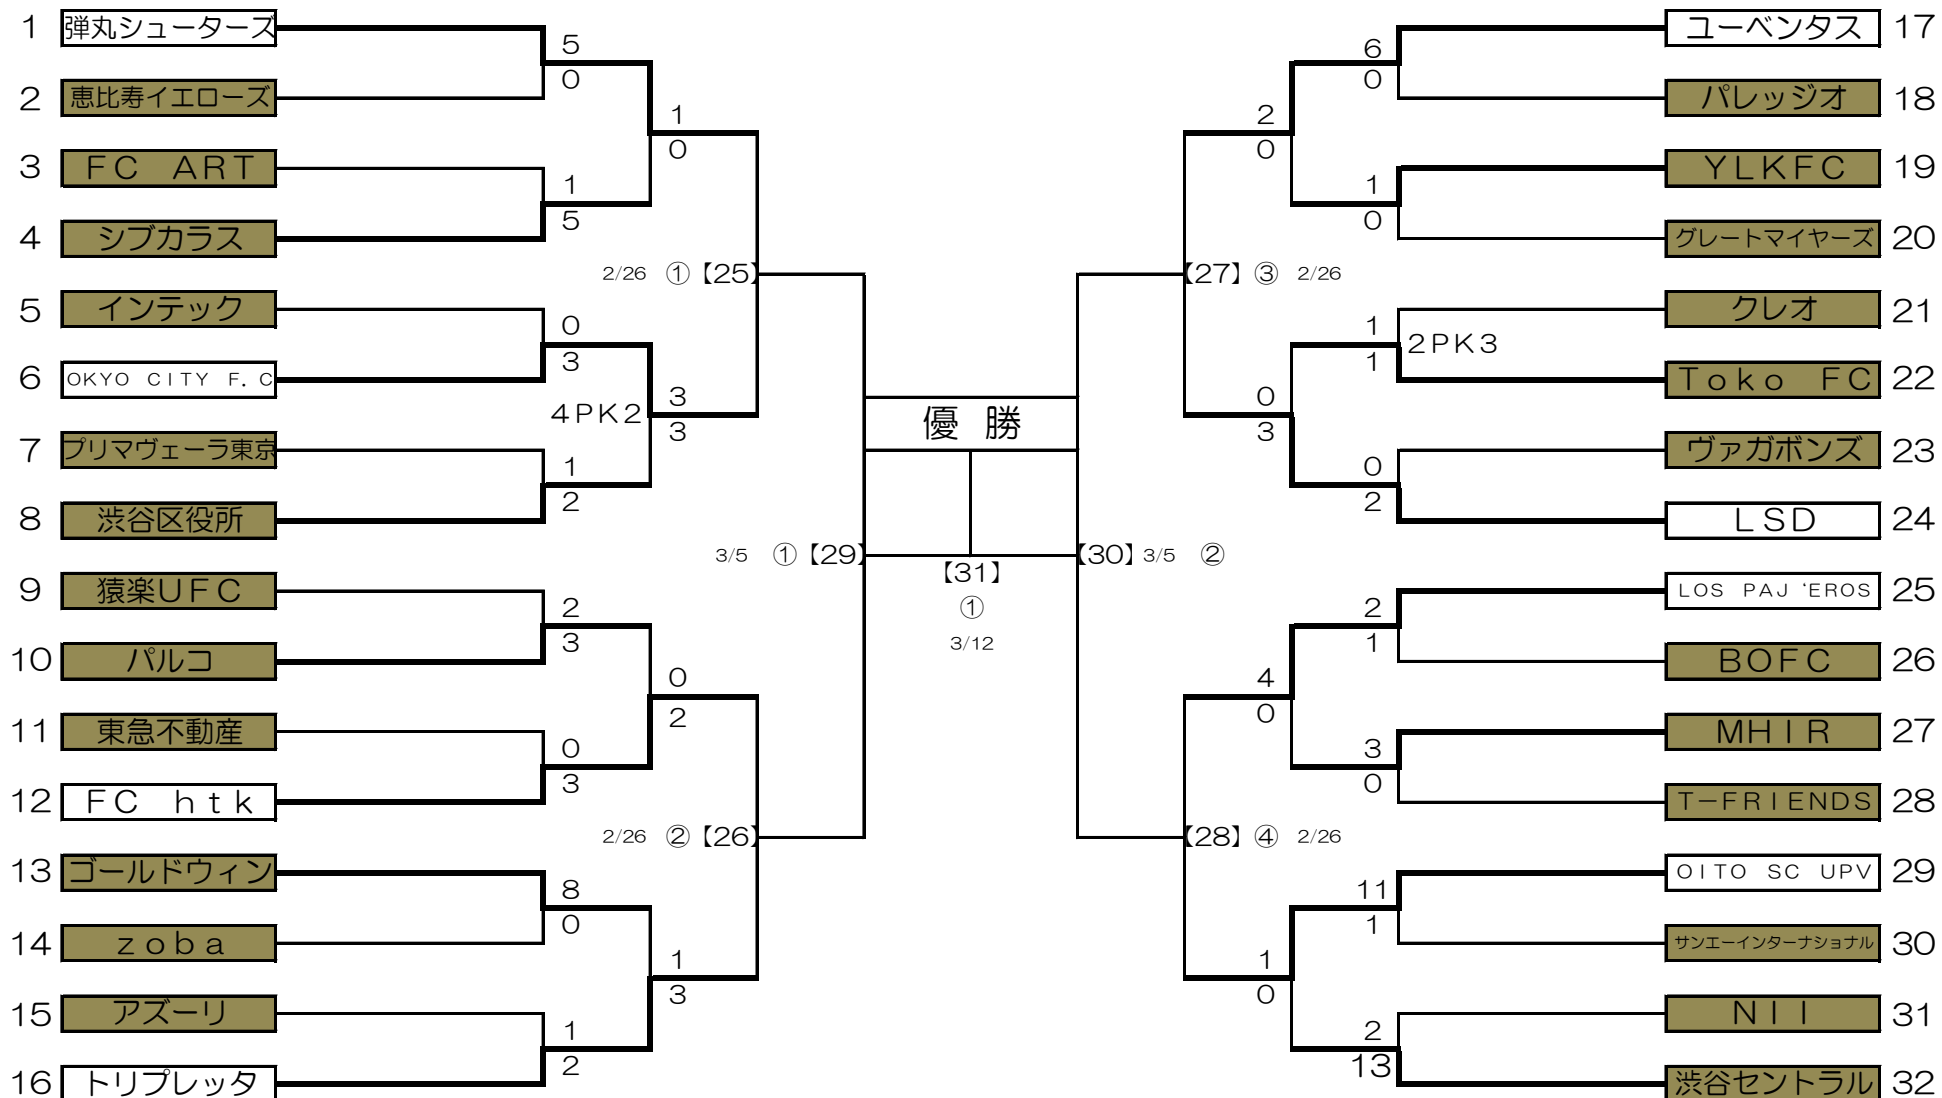 1 弾丸シューターズ
5
0
2 恵比寿イエローズ
1
0
3 FC ART
1
5
4 シブカラス
2/26 ① 【25】
5 インテック
0
3
6 OKYO CITY F.C
4PK2
3
3
7 プリマヴェーラ東京
1
2
8 渋谷区役所
3/5 ① 【29】
9 猿楽UFC
2
3
10 パルコ
0
2
11 東急不動産
0
3
12 FC htk
2/26 ② 【26】
13 ゴールドウィン
8
0
14 zoba
1
3
15 アズーリ
1
2
16 トリプレッタ
優 勝
【31】
①
3/12
ユーベンタス 17
6
0
パレッジオ 18
2
0
YLKFC 19
1
0
グレートマイヤーズ 20
【27】 ③ 2/26
クレオ 21
1
1
2PK3
Toko FC 22
0
3
ヴァガボンズ 23
0
2
LSD 24
【30】 3/5 ②
LOS PAJ 'EROS 25
2
1
BOFC 26
4
0
MHIR 27
3
0
T-FRIENDS 28
【28】 ④ 2/26
OITO SC UPV 29
11
1
サンエーインターナショナル 30
1
0
NII 31
2
13
渋谷セントラル 32